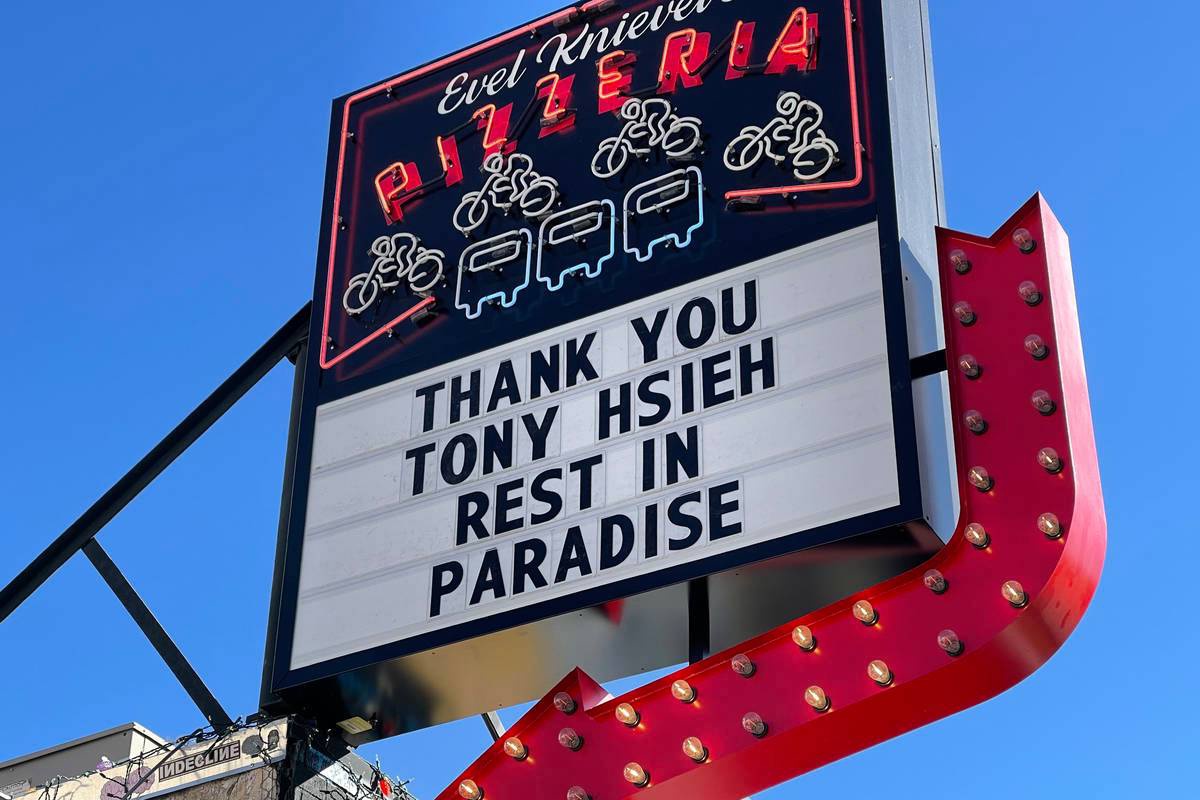 Evel Knievel
PIZZERIA
THANK YOU
TONY HSIEH
REST IN
PARADISE
INDECLINE